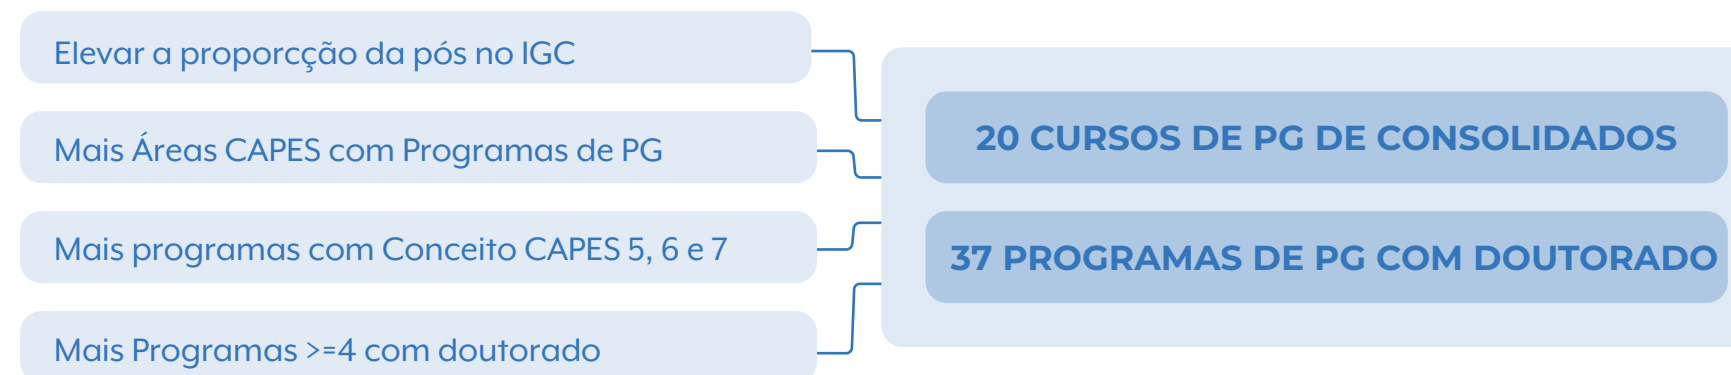 Elevar a proporcção da pós no IGC
Mais Áreas CAPES com Programas de PG
Mais programas com Conceito CAPES 5, 6 e 7
Mais Programas >=4 com doutorado
20 CURSOS DE PG DE CONSOLIDADOS
37 PROGRAMAS DE PG COM DOUTORADO